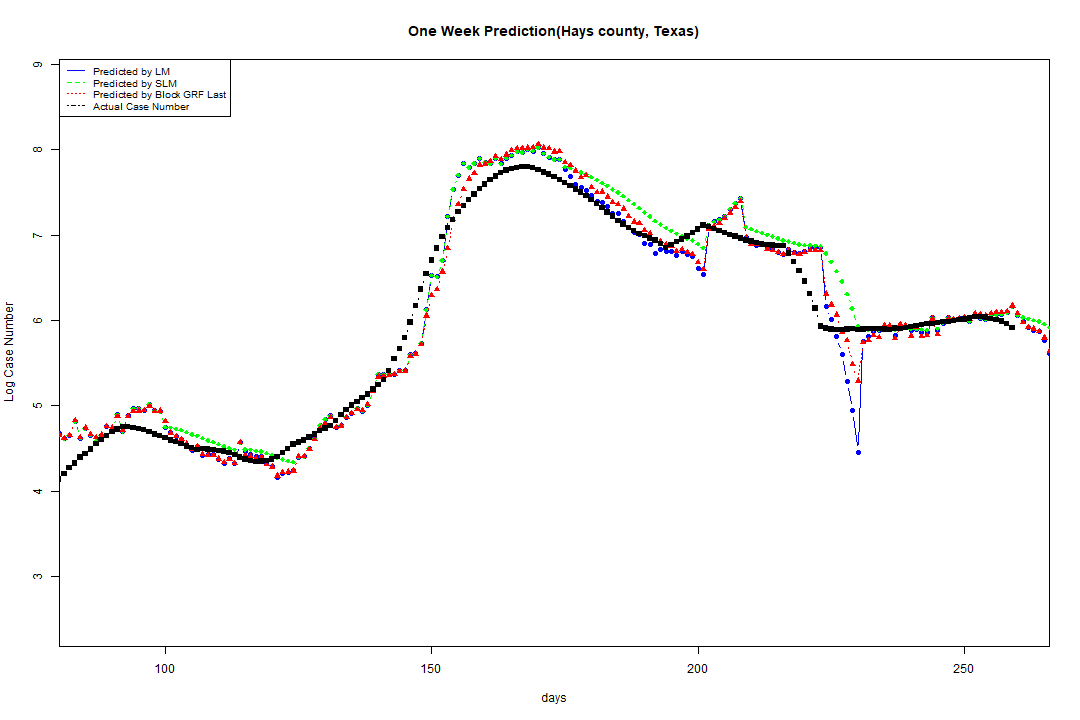 One Week Prediction(Hays county, Texas)
Predicted by LM
Predicted by SLM
Predicted by Block GRF Last
Actual Case Number
Log Case Number
9
8
7
6
5
4
3
100 150 200 250
days